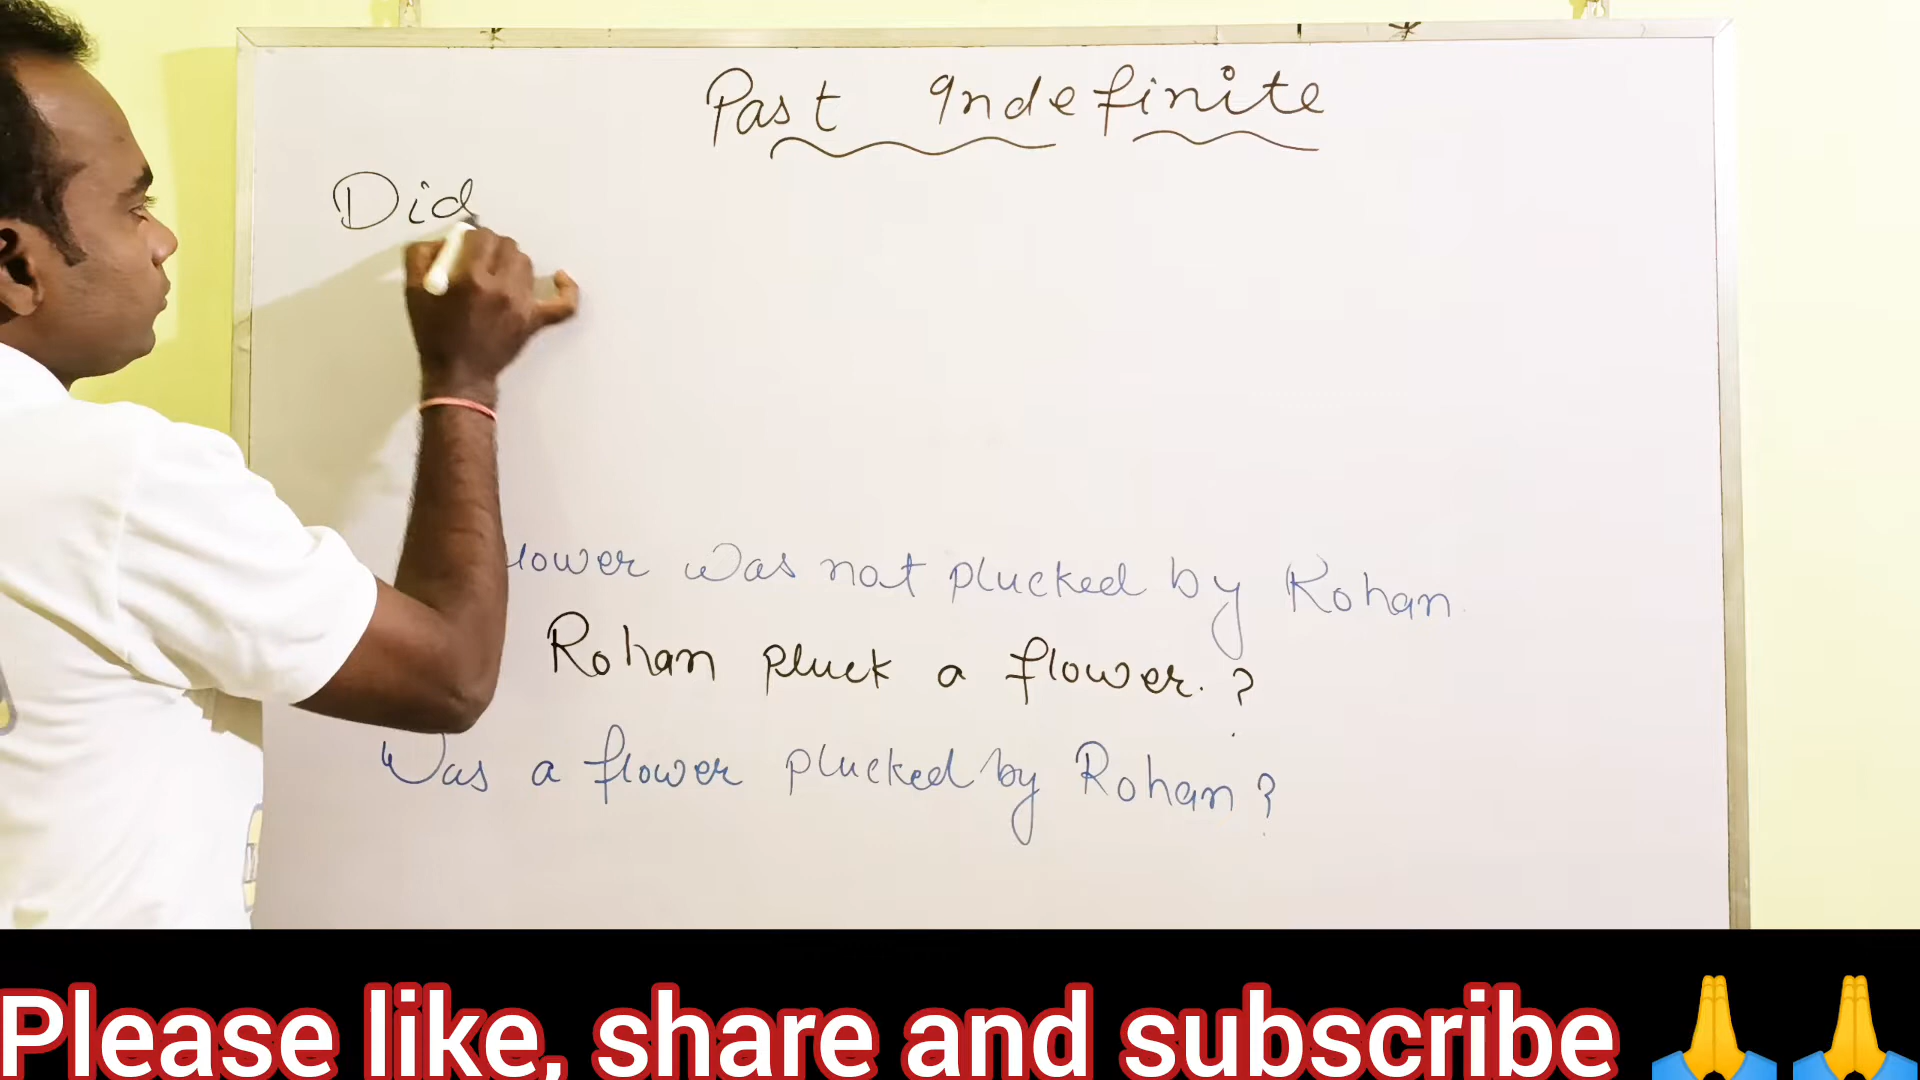 Past Indefinite
Did
lower was not plucked by Rohan
Rohan pluck a flower. ?
Was a flower plucked by Rohan ?
Please like, share and subscribe 🙏 🙏